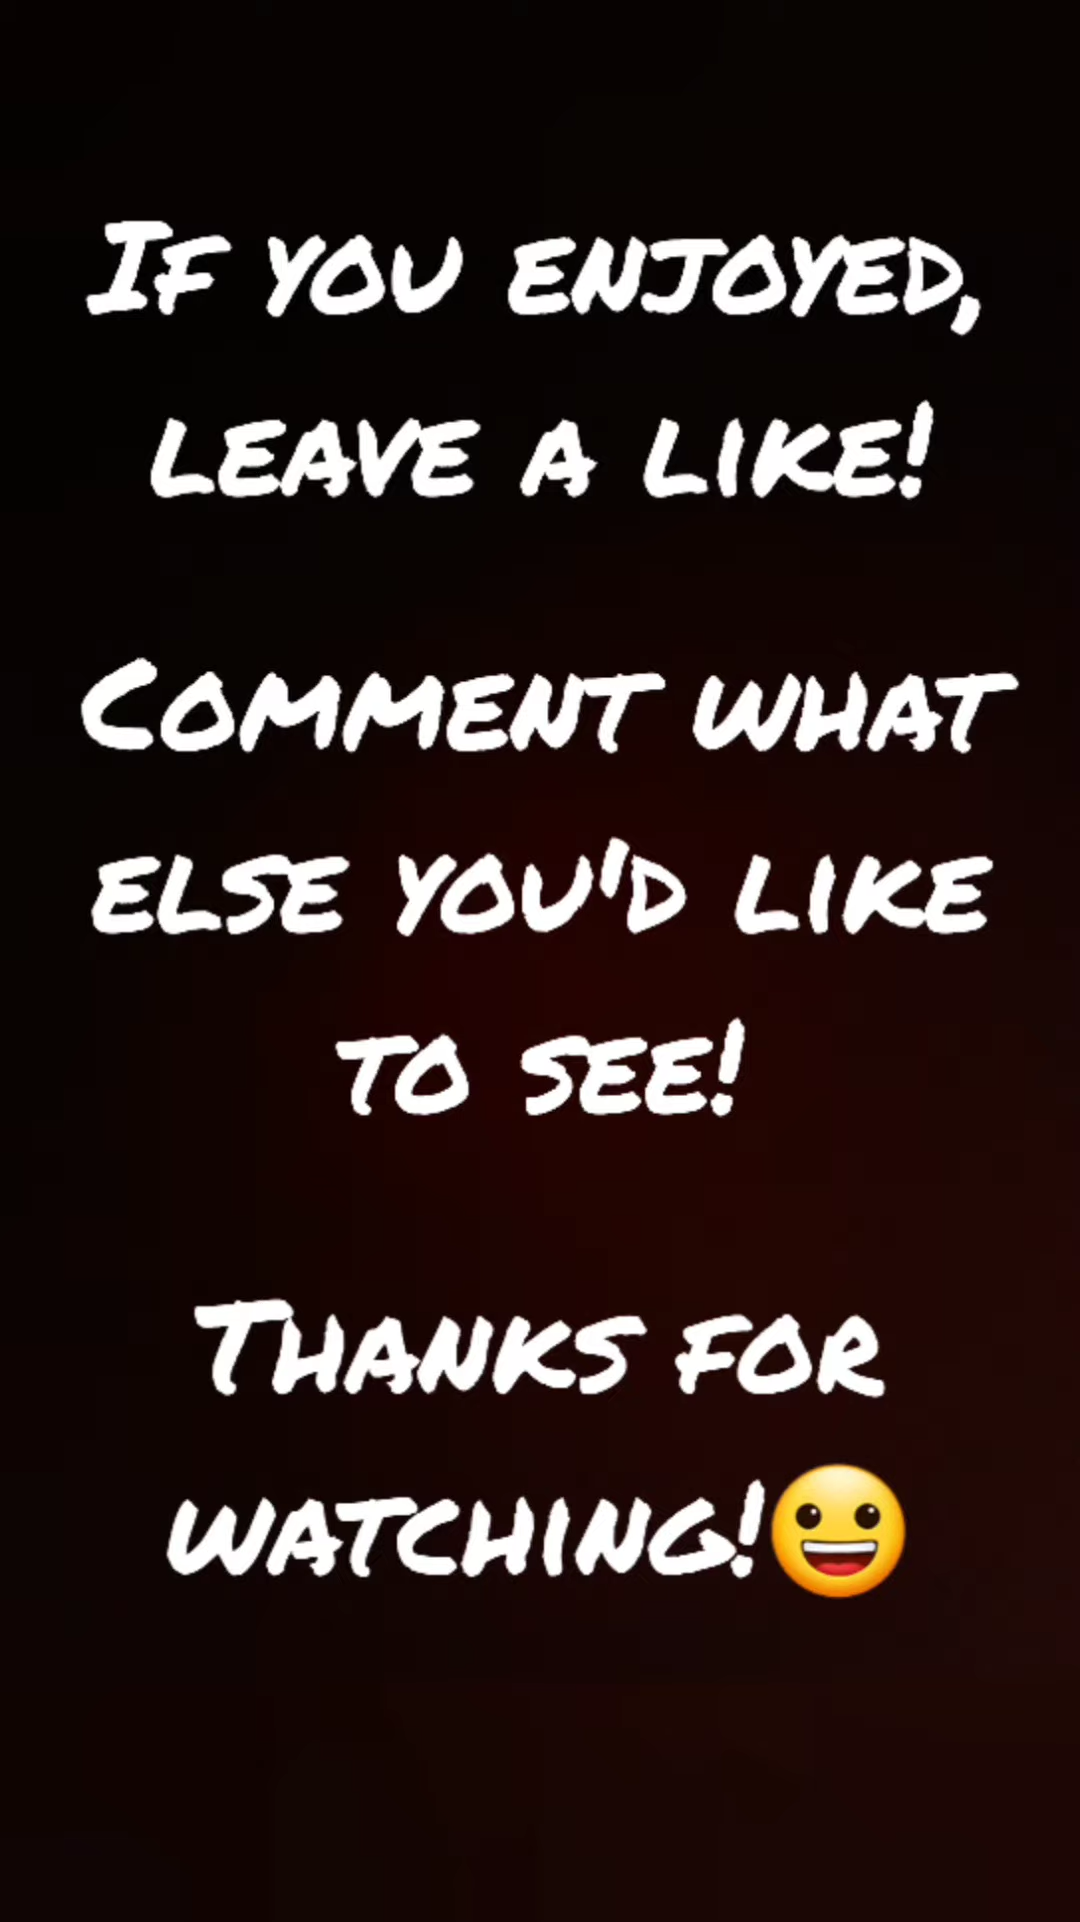 If you enjoyed,
leave a like!
Comment what
else you'd like
to see!
Thanks for
watching!😀